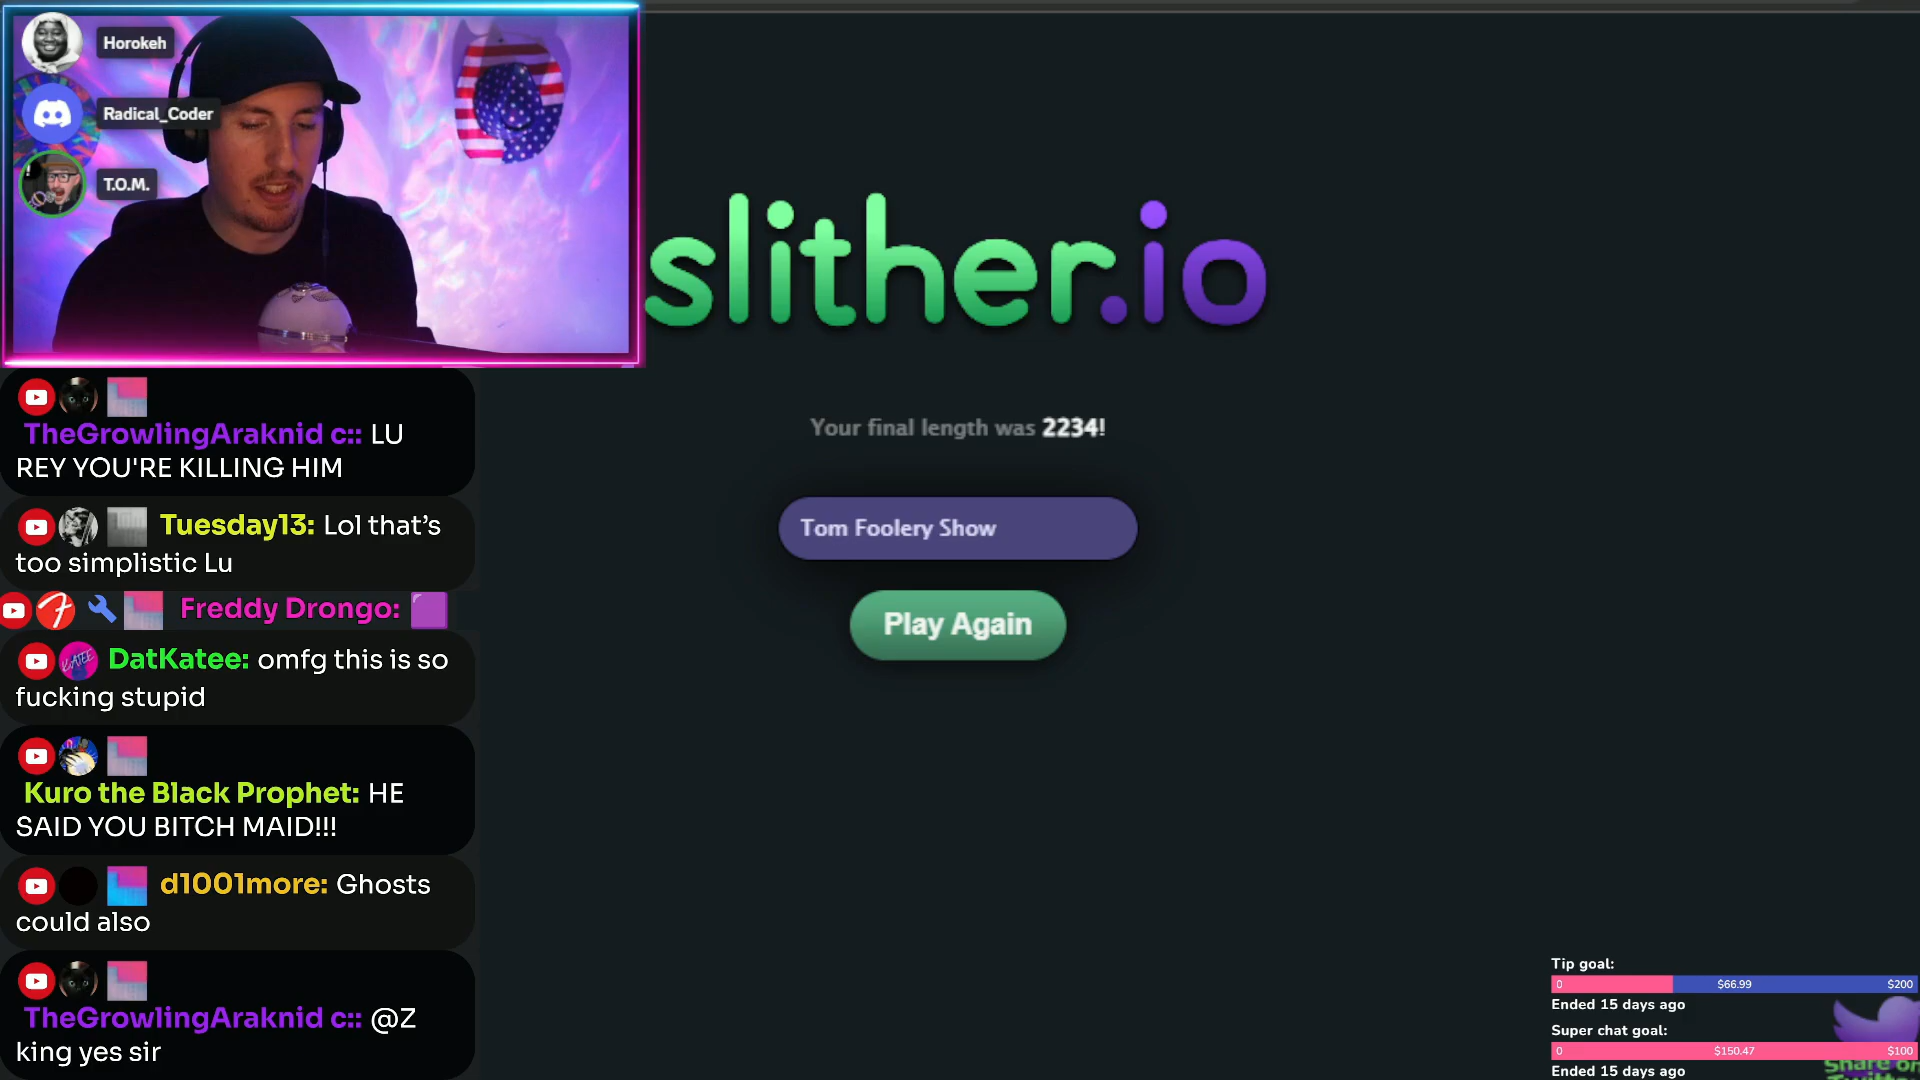 Horokeh
Radical_Coder
T.O.M.
slither.io
Your final length was 2234!
Tom Foolery Show
Play Again
TheGrowlingAraknid c:: LU
REY YOU'RE KILLING HIM
Tuesday13: Lol that's
too simplistic Lu
Freddy Drongo:
DatKatee: omfg this is so
fucking stupid
Kuro the Black Prophet: HE
SAID YOU BITCH MAID!!!
d1001more: Ghosts
could also
TheGrowlingAraknid c:: @Z
king yes sir
Tip goal:
0 $66.99 $200
Ended 15 days ago
Super chat goal:
0 $150.47 $100
Ended 15 days ago
Share on